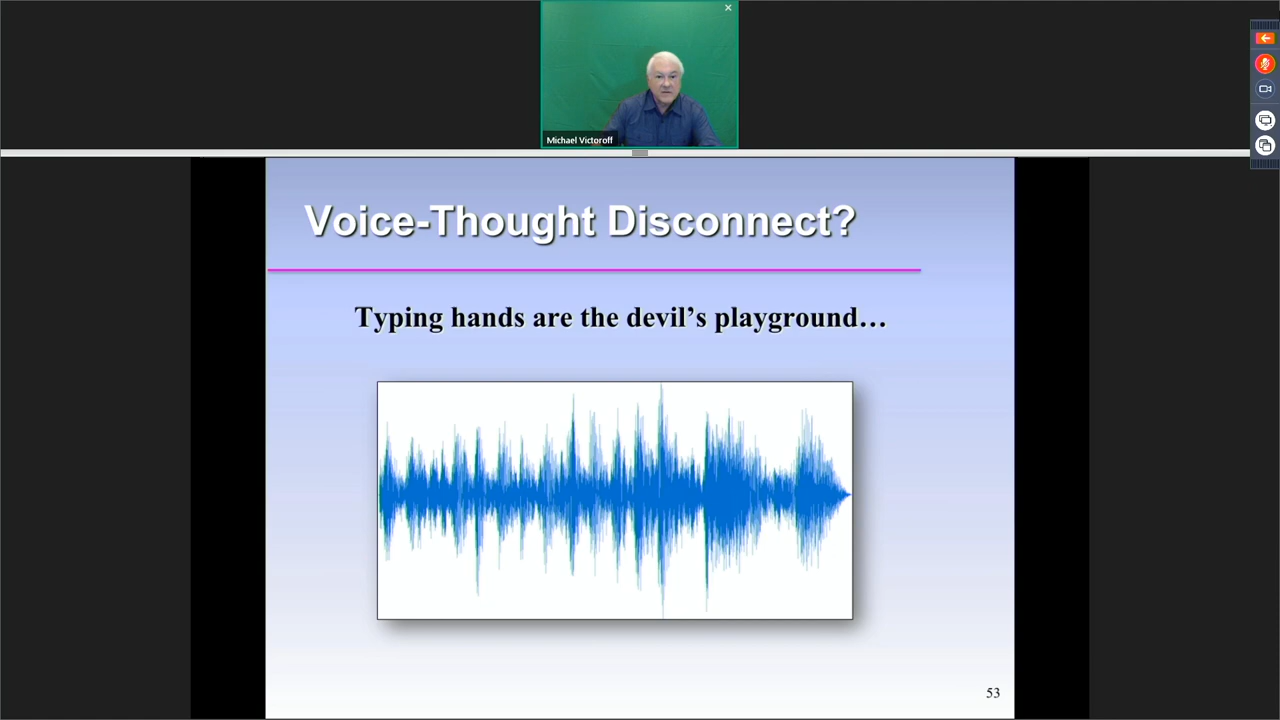 Michael Victoroff
Voice-Thought Disconnect?
Typing hands are the devil’s playground…
53